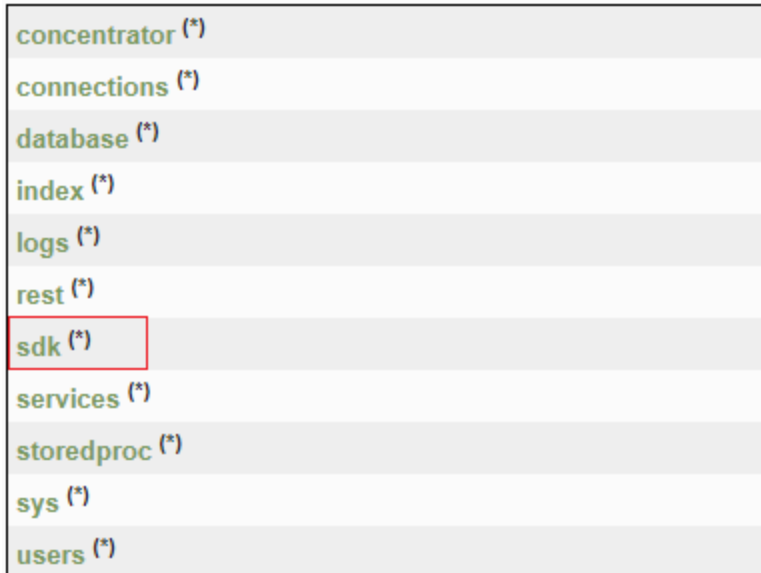 concentrator (*)
connections (*)
database (*)
index (*)
logs (*)
rest (*)
sdk (*)
services (*)
storedproc (*)
sys (*)
users (*)